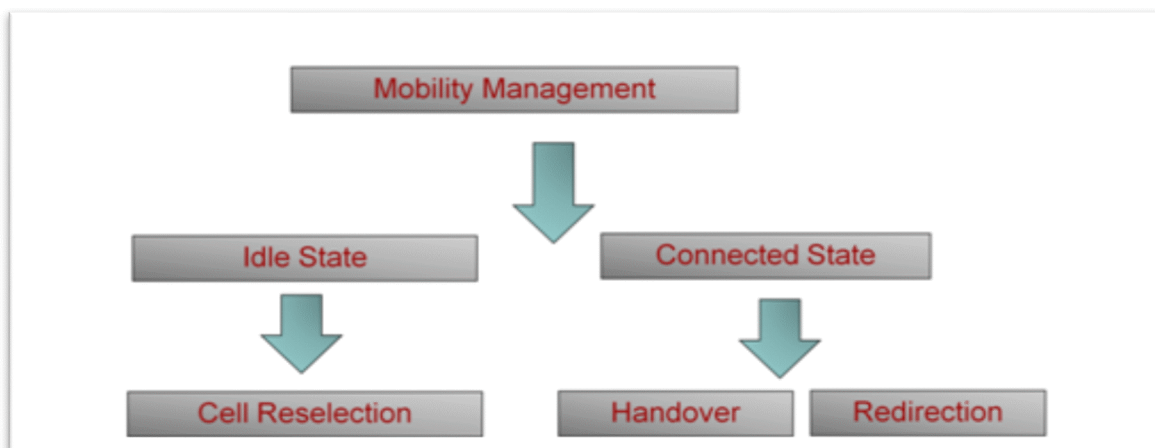 Mobility Management
Idle State
Connected State
Cell Reselection
Handover
Redirection